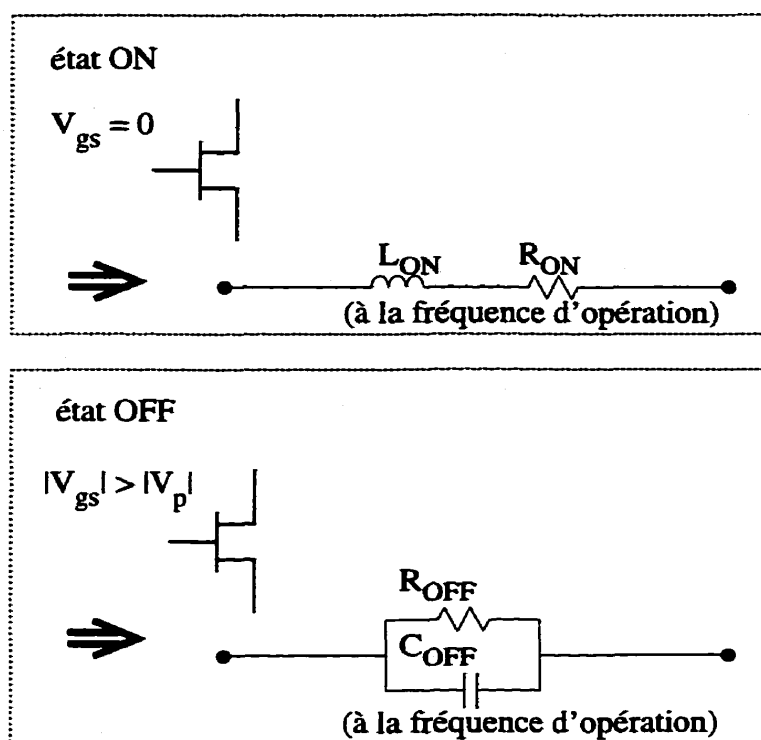 état ON
V_gs = 0
L_ON R_ON
(à la fréquence d'opération)
état OFF
|V_gs| > |V_p|
R_OFF
C_OFF
(à la fréquence d'opération)